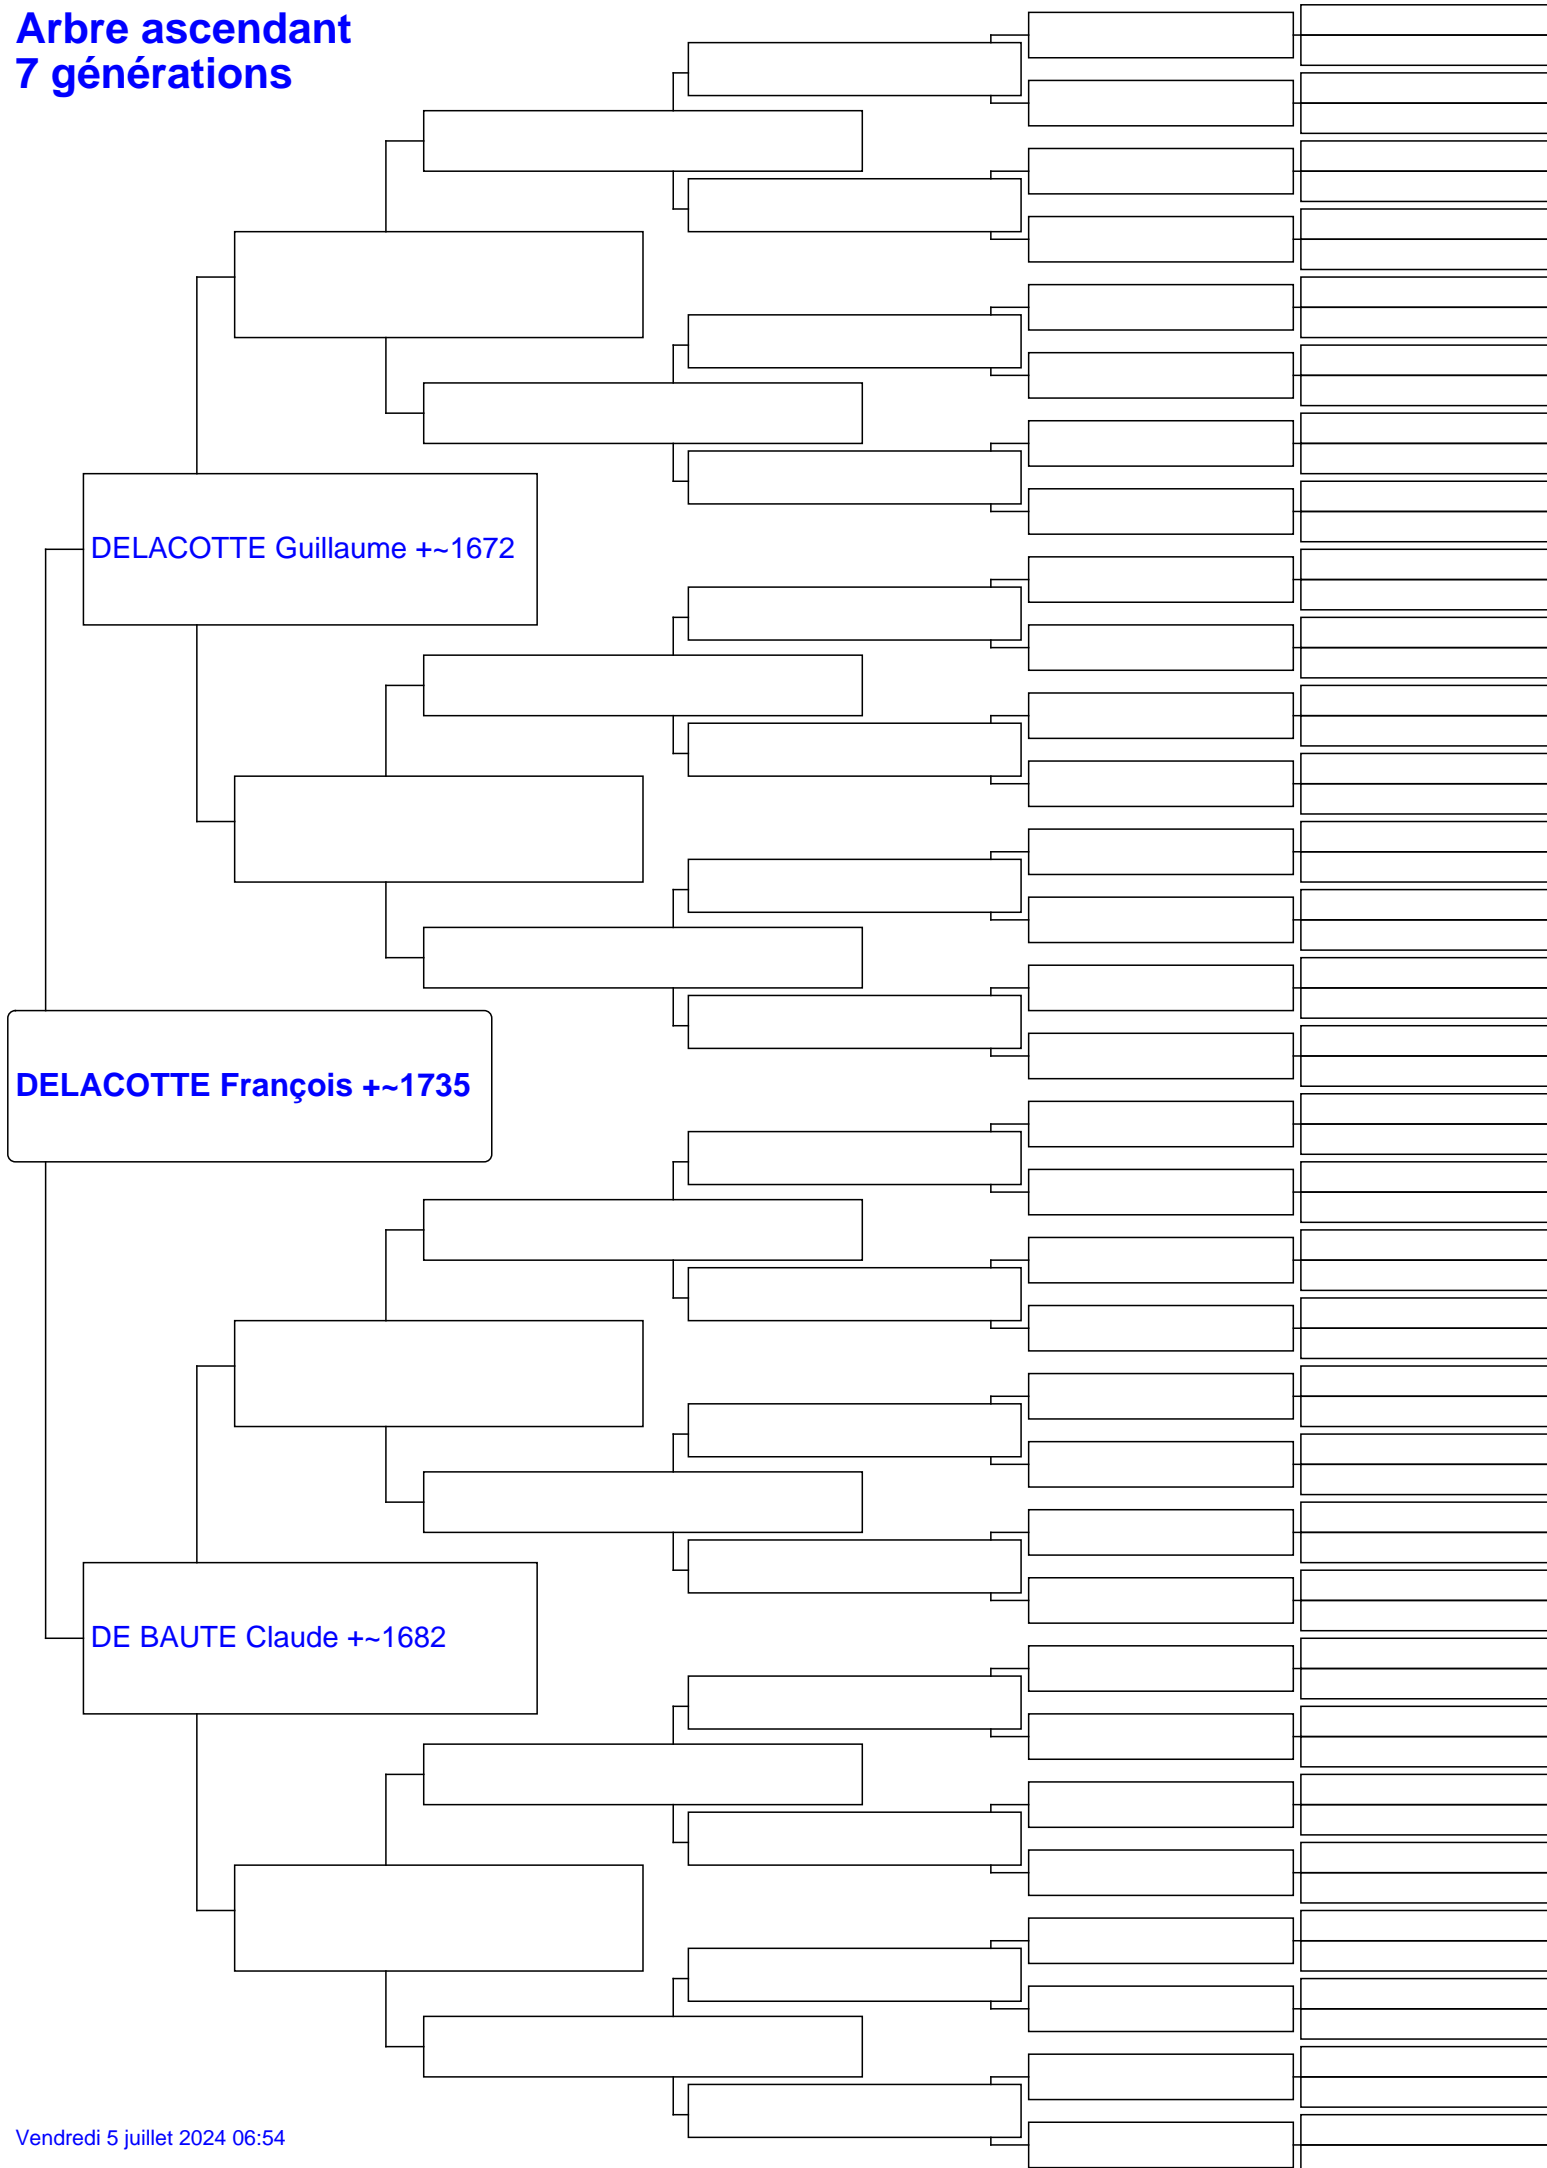 Arbre ascendant
7 générations
DELACOTTE Guillaume +~1672
DELACOTTE François +~1735
DE BAUTE Claude +~1682
Vendredi 5 juillet 2024 06:54